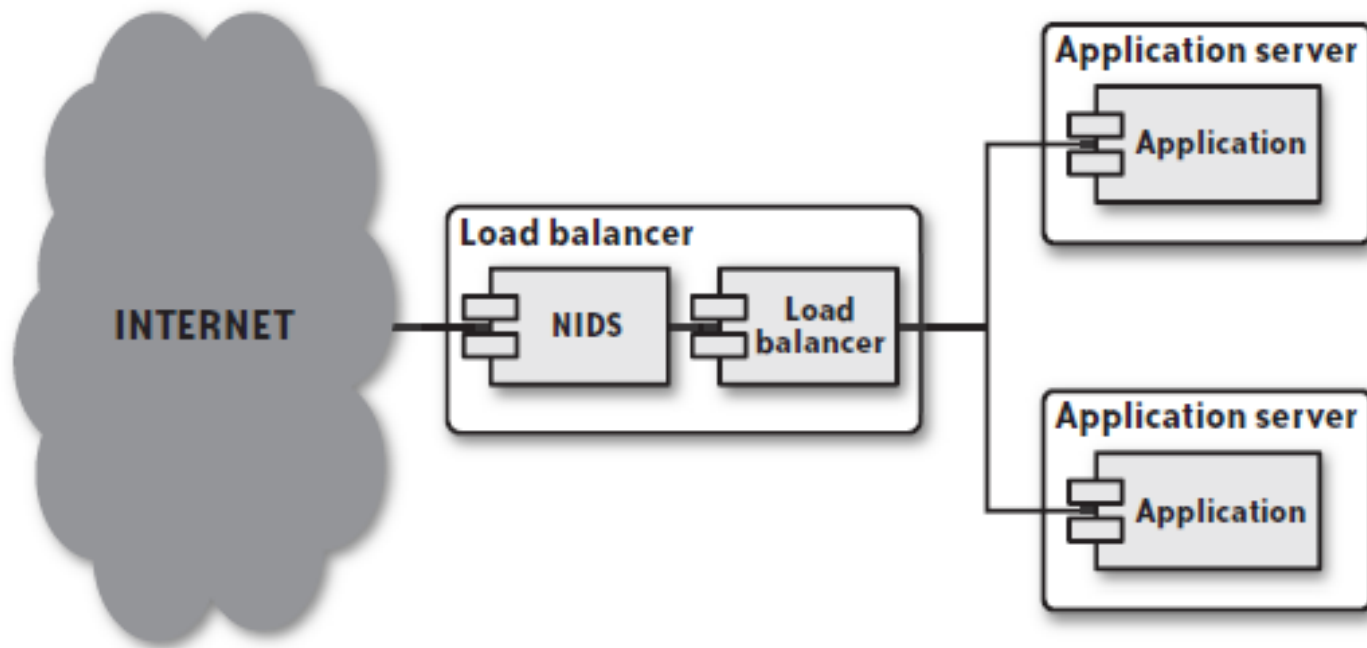 INTERNET
Load balancer
NIDS
Load
balancer
Application server
Application
Application server
Application